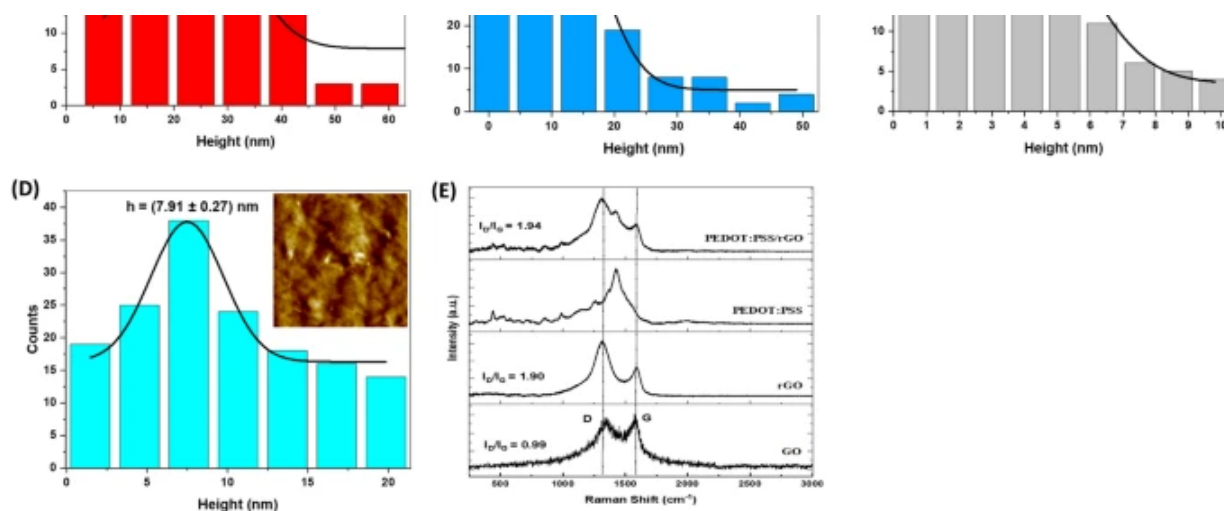 5
0
10 20 30 40 50 60
Height (nm)
20
10
0
0 10 20 30 40 50
Height (nm)
10
5
0
0 1 2 3 4 5 6 7 8 9 10
Height (nm)
(D)
h = (7.91 ± 0.27) nm
40
35
30
25
20
15
10
5
0
Counts
0 5 10 15 20
Height (nm)
(E)
I_D/I_G = 1.94
PEDOT:PSS/rGO
PEDOT:PSS
I_D/I_G = 1.90
rGO
D G
I_D/I_G = 0.99
GO
Intensity (a.u.)
500 1000 1500 2000 2500 3000
Raman Shift (cm⁻¹)